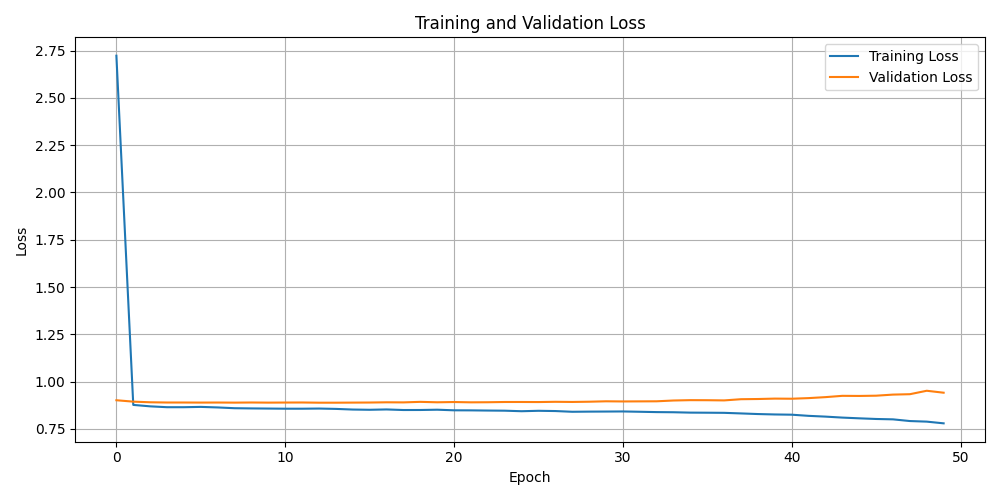 Training and Validation Loss
Training Loss
Validation Loss
2.75
2.50
2.25
2.00
1.75
1.50
1.25
1.00
0.75
Loss
0 10 20 30 40 50
Epoch